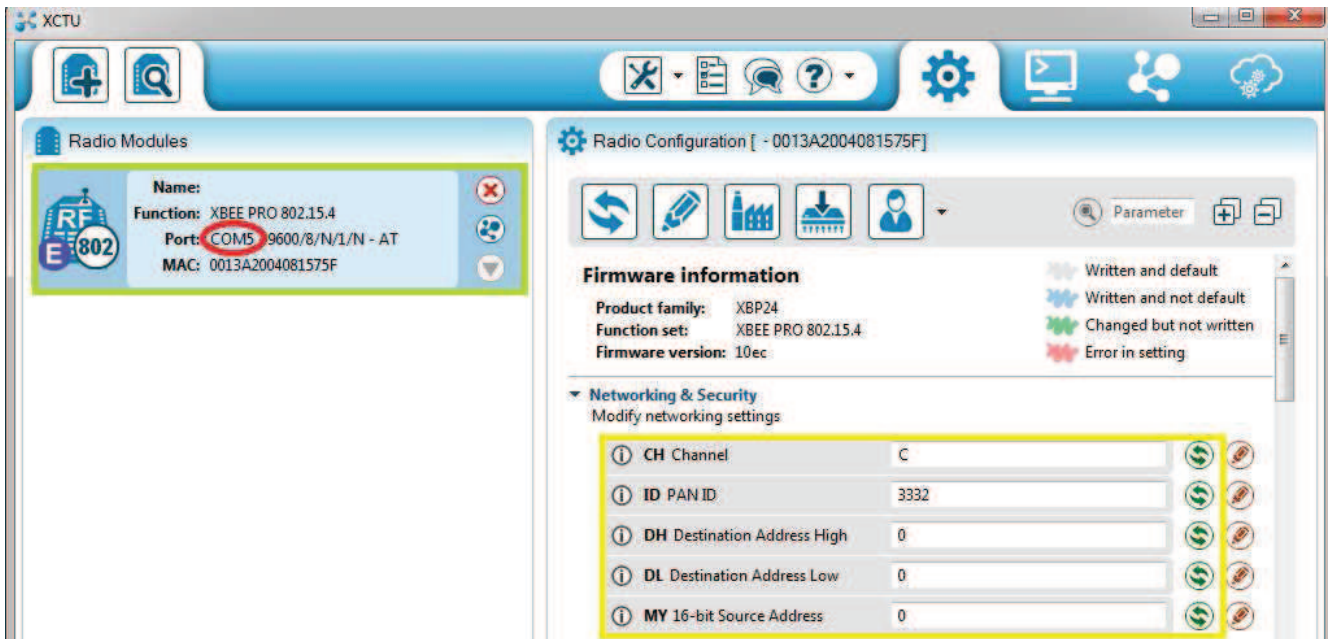 XCTU
Radio Modules
Name:
Function: XBEE PRO 802.15.4
Port: COM5 9600/8/N/1/N - AT
MAC: 0013A2004081575F
RF
E 802
Radio Configuration [ - 0013A2004081575F]
Parameter
Firmware information
Product family: XBP24
Function set: XBEE PRO 802.15.4
Firmware version: 10ec
Written and default
Written and not default
Changed but not written
Error in setting
Networking & Security
Modify networking settings
CH Channel C
ID PAN ID 3332
DH Destination Address High 0
DL Destination Address Low 0
MY 16-bit Source Address 0